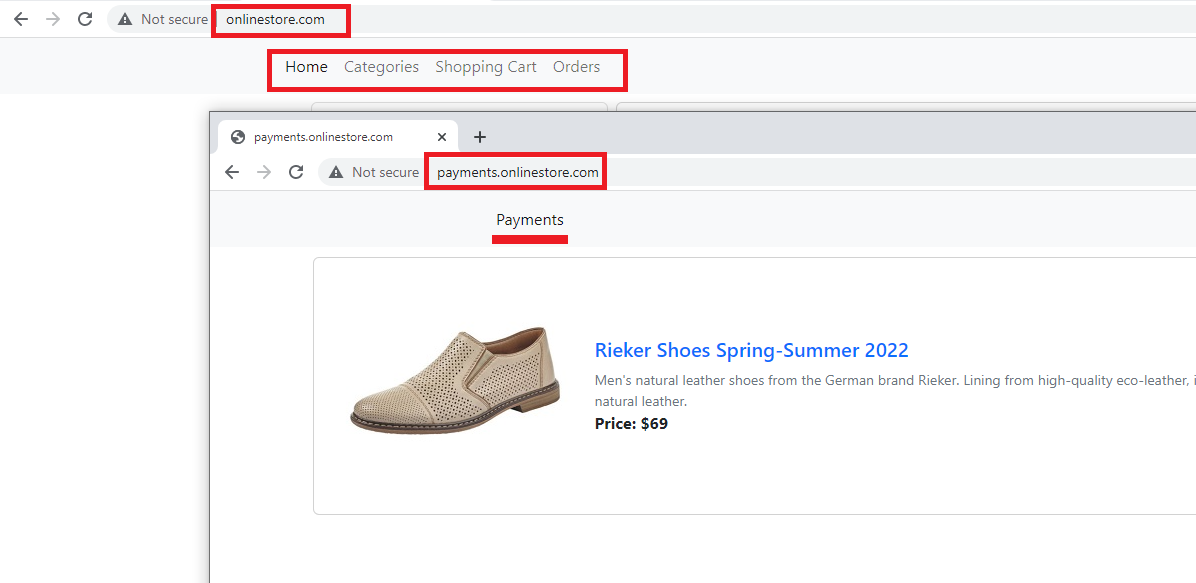 Not secure onlinestore.com
Home Categories Shopping Cart Orders
payments.onlinestore.com
Not secure payments.onlinestore.com
Payments
Rieker Shoes Spring-Summer 2022
Men's natural leather shoes from the German brand Rieker. Lining from high-quality eco-leather, i
natural leather.
Price: $69